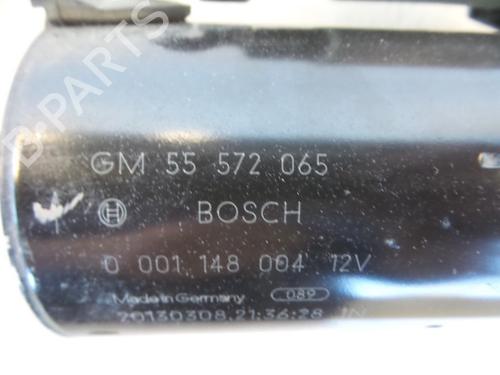 GM 55 572 065
BOSCH
0 001 148 004 12V
Made in Germany 089
20130308.21:36:28 1N
B-PARTS